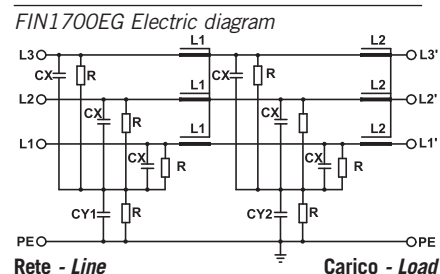 FIN1700EG Electric diagram
L3 L1 L2 L3'
CX R CX R
L2 L1 L2 L2'
CX R CX R
L1 L1 L2 L1'
CX R CX R
CY1 R CY2 R
PE PE
Rete - Line Carico - Load